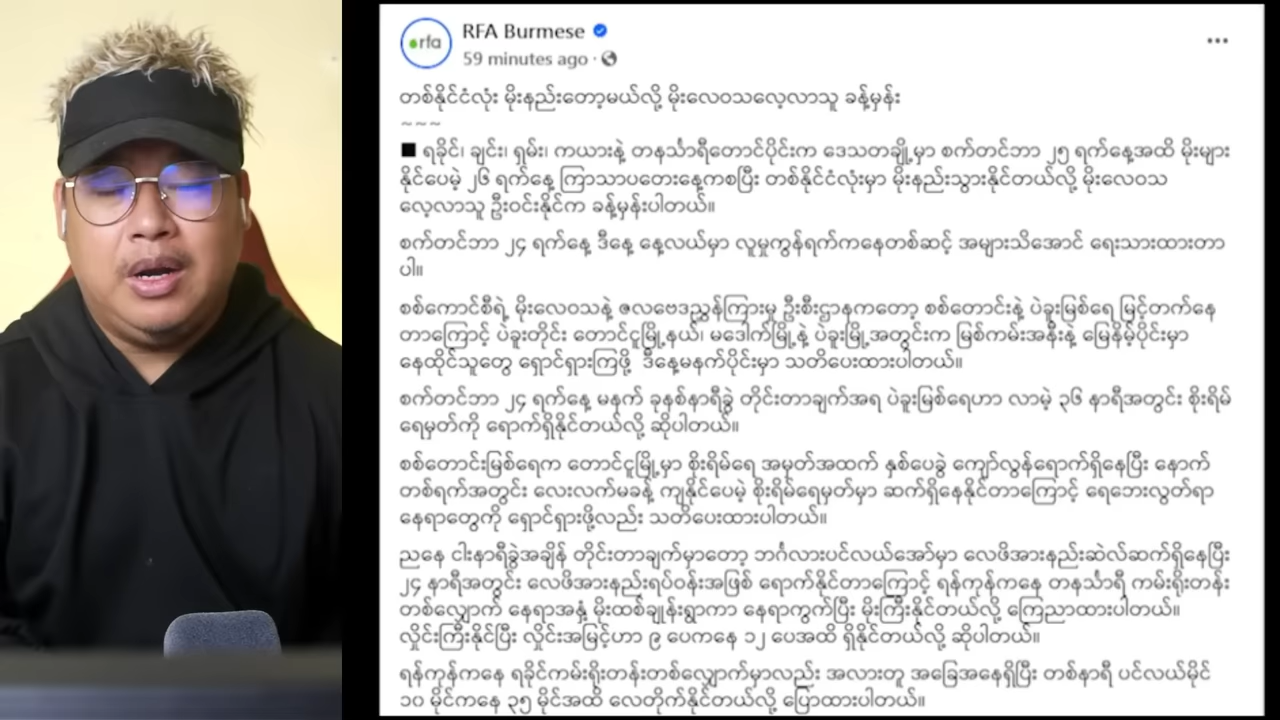 rfa
RFA Burmese
59 minutes ago ·
တစ်နိုင်ငံလုံး မိုးနည်းတော့မယ်လို့ မိုးလေဝသလေ့လာသူ ခန့်မှန်း
~~~
■ ရခိုင်၊ ချင်း၊ ရှမ်း၊ ကယားနဲ့ တနင်္သာရီတောင်ပိုင်းက ဒေသတချို့မှာ စက်တင်ဘာ ၂၅ ရက်နေ့အထိ မိုးများ
နိုင်ပေမဲ့ ၂၆ ရက်နေ့ ကြာသာပတေးနေ့ကစပြီး တစ်နိုင်ငံလုံးမှာ မိုးနည်းသွားနိုင်တယ်လို့ မိုးလေဝသ
လေ့လာသူ ဦးဝင်းနိုင်က ခန့်မှန်းပါတယ်။
စက်တင်ဘာ ၂၄ ရက်နေ့ ဒီနေ့ နေ့လယ်မှာ လူမှုကွန်ရက်ကနေတစ်ဆင့် အများသိအောင် ရေးသားထားတာ
ပါ။
စစ်ကောင်စီရဲ့ မိုးလေဝသနဲ့ ဇလဗေဒညွှန်ကြားမှု ဦးစီးဌာနကတော့ စစ်တောင်းနဲ့ ပဲခူးမြစ်ရေ မြင့်တက်နေ
တာကြောင့် ပဲခူးတိုင်း တောင်ငူမြို့နယ်၊ မဒေါက်မြို့နဲ့ ပဲခူးမြို့အတွင်းက မြစ်ကမ်းအနီးနဲ့ မြေနိမ့်ပိုင်းမှာ
နေထိုင်သူတွေ ရှောင်ရှားကြဖို့ ဒီနေ့မနက်ပိုင်းမှာ သတိပေးထားပါတယ်။
စက်တင်ဘာ ၂၄ ရက်နေ့ မနက် ခုနစ်နာရီခွဲ တိုင်းတာချက်အရ ပဲခူးမြစ်ရေဟာ လာမဲ့ ၃၆ နာရီအတွင်း စိုးရိမ်
ရေမှတ်ကို ရောက်ရှိနိုင်တယ်လို့ ဆိုပါတယ်။
စစ်တောင်းမြစ်ရေက တောင်ငူမြို့မှာ စိုးရိမ်ရေ အမှတ်အထက် နှစ်ပေခွဲ ကျော်လွန်ရောက်ရှိနေပြီး နောက်
တစ်ရက်အတွင်း လေးလက်မခန့် ကျနိုင်ပေမဲ့ စိုးရိမ်ရေမှတ်မှာ ဆက်ရှိနေနိုင်တာကြောင့် ရေဘေးလွတ်ရာ
နေရာတွေကို ရှောင်ရှားဖို့လည်း သတိပေးထားပါတယ်။
ညနေ ငါးနာရီခွဲအချိန် တိုင်းတာချက်မှာတော့ ဘင်္ဂလားပင်လယ်အော်မှာ လေဖိအားနည်းဆဲလ်ဆက်ရှိနေပြီး
၂၄ နာရီအတွင်း လေဖိအားနည်းရပ်ဝန်းအဖြစ် ရောက်နိုင်တာကြောင့် ရန်ကုန်ကနေ တနင်္သာရီ ကမ်းရိုးတန်း
တစ်လျှောက် နေရာအနှံ့ မိုးထစ်ချုန်းရွာကာ နေရာကွက်ပြီး မိုးကြီးနိုင်တယ်လို့ ကြေညာထားပါတယ်။
လှိုင်းကြီးနိုင်ပြီး လှိုင်းအမြင့်ဟာ ၉ ပေကနေ ၁၂ ပေအထိ ရှိနိုင်တယ်လို့ ဆိုပါတယ်။
ရန်ကုန်ကနေ ရခိုင်ကမ်းရိုးတန်းတစ်လျှောက်မှာလည်း အလားတူ အခြေအနေရှိပြီး တစ်နာရီ ပင်လယ်မိုင်
၁၀ မိုင်ကနေ ၃၅ မိုင်အထိ လေတိုက်နိုင်တယ်လို့ ပြောထားပါတယ်။